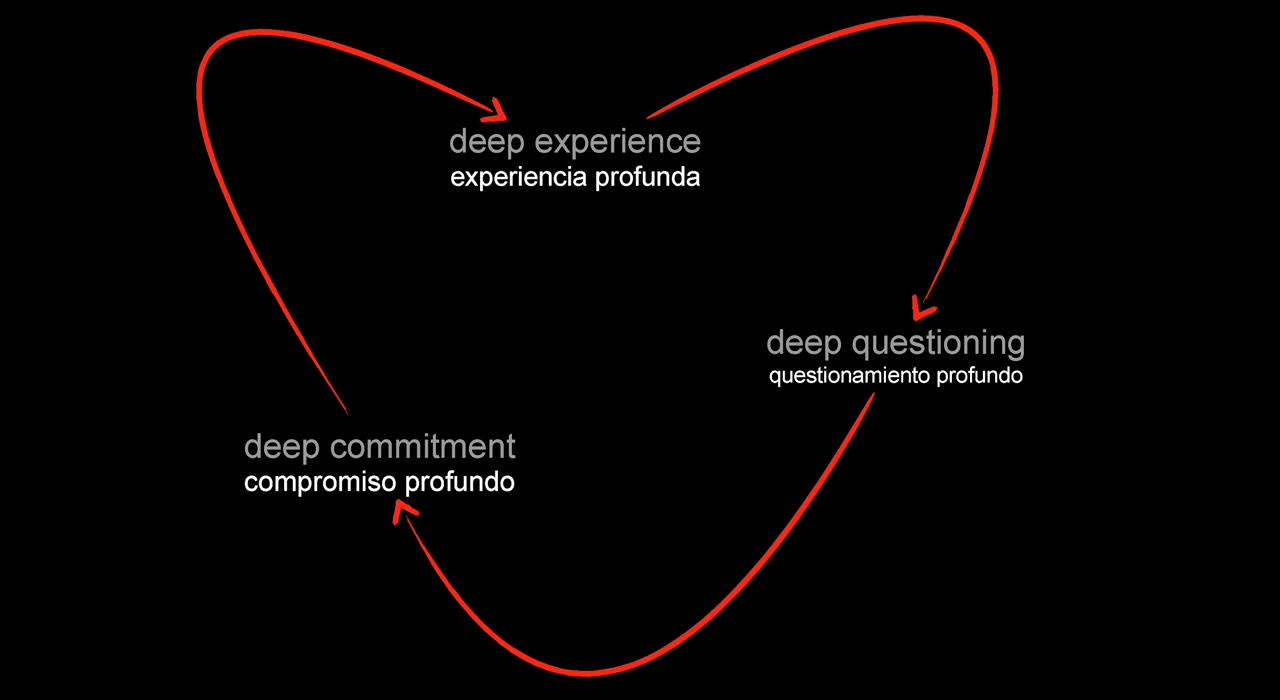 deep experience
experiencia profunda
deep questioning
questionamiento profundo
deep commitment
compromiso profundo